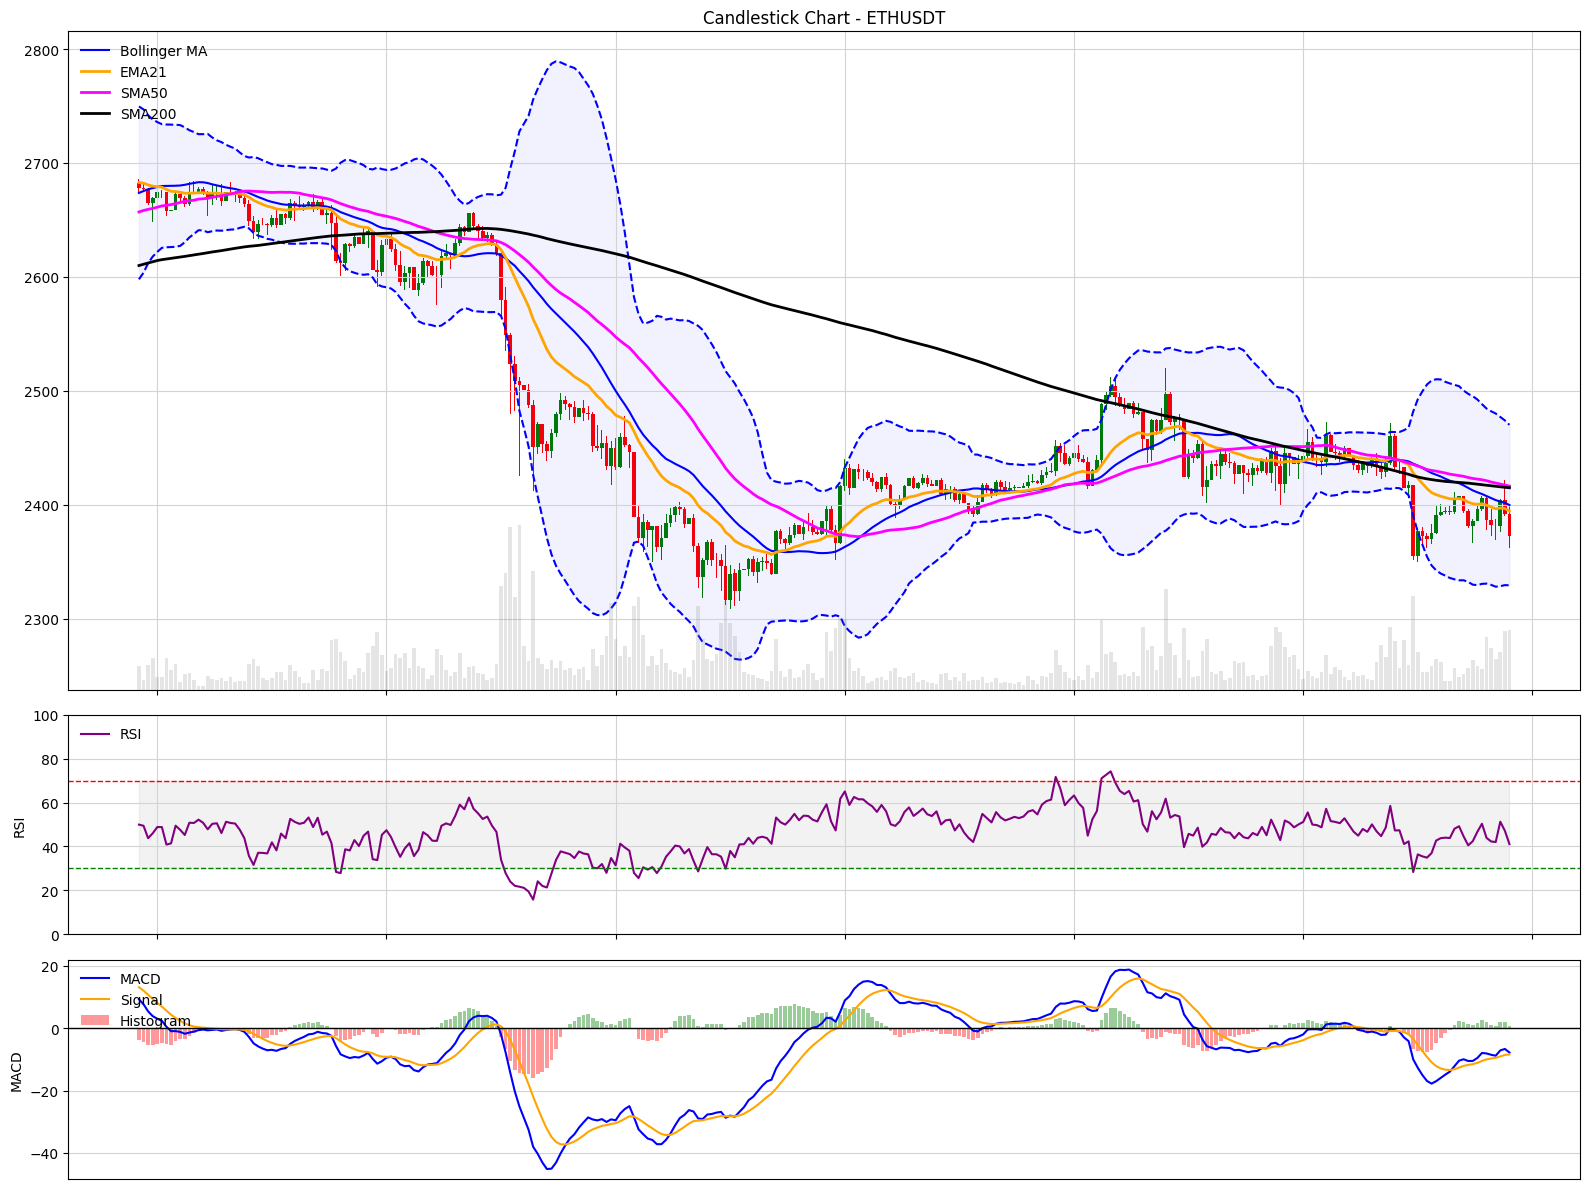 Candlestick Chart - ETHUSDT
Bollinger MA
EMA21
SMA50
SMA200
2800
2700
2600
2500
2400
2300
RSI
RSI
100
80
60
40
20
0
MACD
Signal
Histogram
MACD
20
0
−20
−40